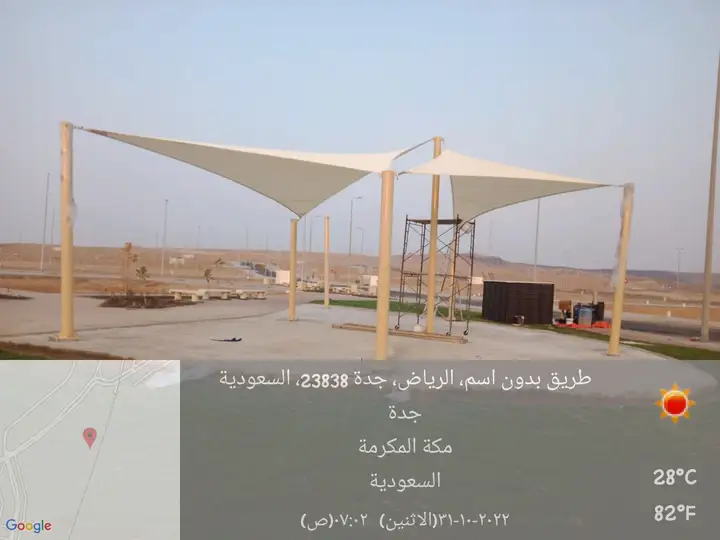 طريق بدون اسم، الرياض، جدة 23838، السعودية
جدة
مكة المكرمة
السعودية
٣١-١٠-٢٠٢٢(الاثنين) ٠٧:٠٢(ص)
28°C
82°F
Google